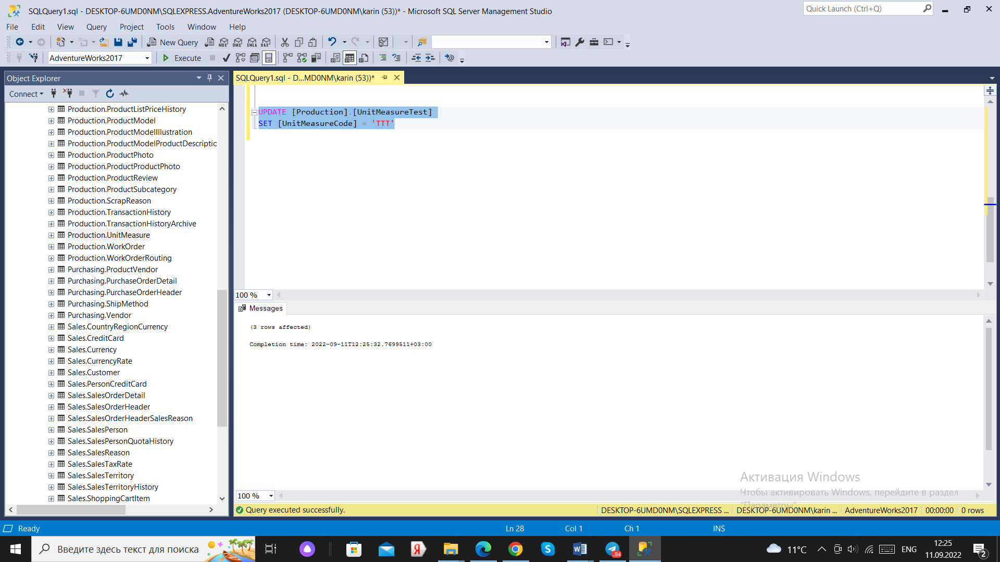 SQLQuery1.sql - DESKTOP-6UMD0NM\SQLEXPRESS.AdventureWorks2017 (DESKTOP-6UMD0NM\karin (53))* - Microsoft SQL Server Management Studio
Quick Launch (Ctrl+Q)
File Edit View Query Project Tools Window Help
New Query
MDX DMX XMLA DAX
AdventureWorks2017
Execute
Object Explorer
SQLQuery1.sql - D...MD0NM\karin (53))*
Connect
Production.ProductListPriceHistory
Production.ProductModel
Production.ProductModelIllustration
Production.ProductModelProductDescriptio
Production.ProductPhoto
Production.ProductProductPhoto
Production.ProductReview
Production.ProductSubcategory
Production.ScrapReason
Production.TransactionHistory
Production.TransactionHistoryArchive
Production.UnitMeasure
Production.WorkOrder
Production.WorkOrderRouting
Purchasing.ProductVendor
Purchasing.PurchaseOrderDetail
Purchasing.PurchaseOrderHeader
Purchasing.ShipMethod
Purchasing.Vendor
Sales.CountryRegionCurrency
Sales.CreditCard
Sales.Currency
Sales.CurrencyRate
Sales.Customer
Sales.PersonCreditCard
Sales.SalesOrderDetail
Sales.SalesOrderHeader
Sales.SalesOrderHeaderSalesReason
Sales.SalesPerson
Sales.SalesPersonQuotaHistory
Sales.SalesReason
Sales.SalesTaxRate
Sales.SalesTerritory
Sales.SalesTerritoryHistory
Sales.ShoppingCartItem
UPDATE [Production].[UnitMeasureTest]
SET [UnitMeasureCode] = 'TTT'
100 %
Messages
(3 rows affected)
Completion time: 2022-09-11T12:25:32.7699511+03:00
Активация Windows
Чтобы активировать Windows, перейдите в раздел
"Параметры".
100 %
Query executed successfully.
DESKTOP-6UMD0NM\SQLEXPRESS ... DESKTOP-6UMD0NM\karin ... AdventureWorks2017 00:00:00 0 rows
Ready
Ln 28 Col 1 Ch 1 INS
Введите здесь текст для поиска
Я
84
11°C
ENG
12:25
11.09.2022
2